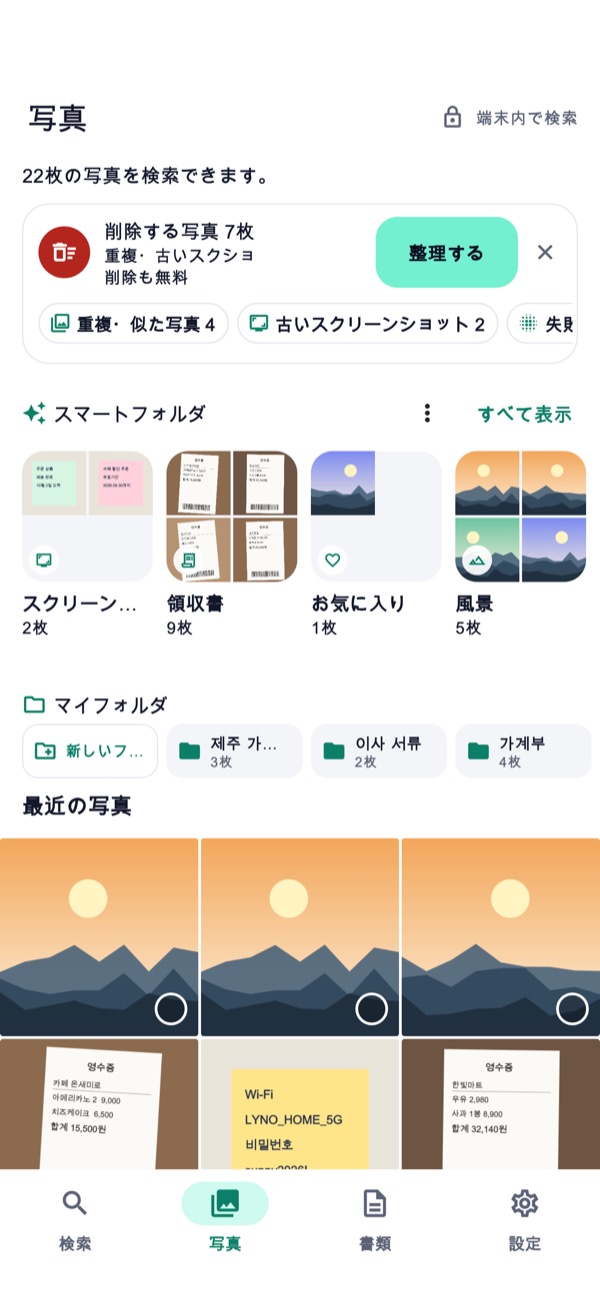 写真
端末内で検索
22枚の写真を検索できます。
削除する写真 7枚
重複・古いスクショ
削除も無料
整理する
重複・似た写真 4
古いスクリーンショット 2
スマートフォルダ
すべて表示
スクリーン…
2枚
領収書
9枚
お気に入り
1枚
風景
5枚
マイフォルダ
新しいフ…
제주 가…
3枚
이사 서류
2枚
가계부
4枚
最近の写真
영수증
카페 온새미로
아메리카노 2 9,000
치즈케이크 6,500
합계 15,500원
Wi-Fi
LYNO_HOME_5G
비밀번호
영수증
한빛마트
우유 2,980
사과 1봉 8,900
합계 32,140원
検索
写真
書類
設定